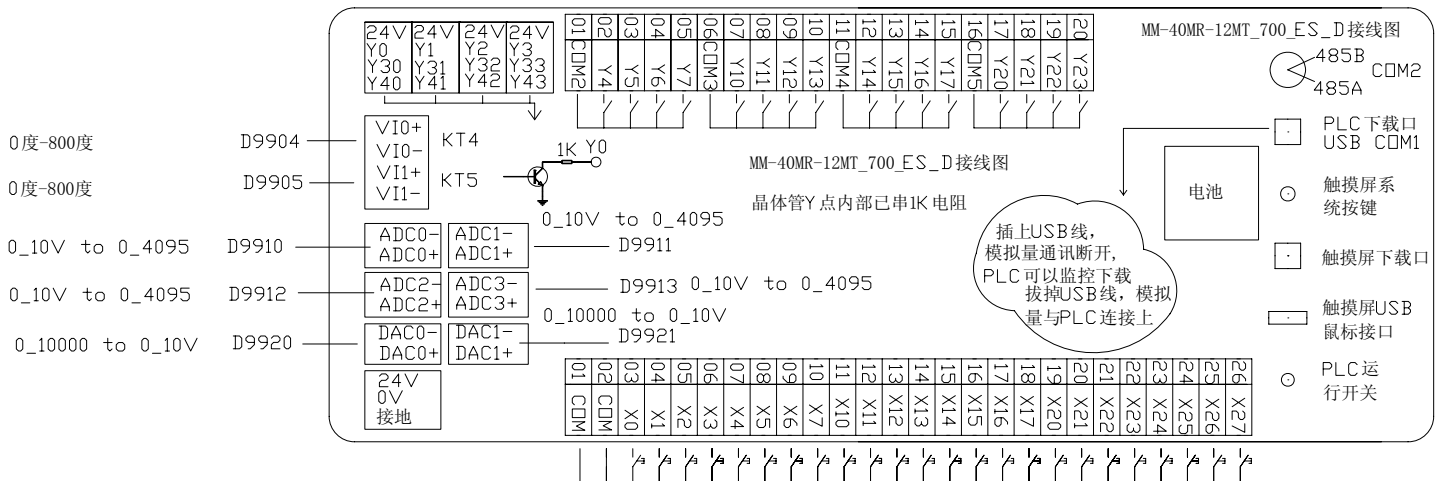 MM-40MR-12MT_700_ES_D接线图
24V 24V 24V 24V
Y0 Y1 Y2 Y3
Y30 Y31 Y32 Y33
Y40 Y41 Y42 Y43
01 02 03 04 05 06 07 08 09 10 11 12 13 14 15 16 17 18 19 20
COM2 Y4 Y5 Y6 Y7 COM3 Y10 Y11 Y12 Y13 COM4 Y14 Y15 Y16 Y17 COM5 Y20 Y21 Y22 Y23
485B
COM2
485A
0度-800度 D9904
VI0+
VI0-
KT4
0度-800度 D9905
VI1+
VI1-
KT5
1K Y0
MM-40MR-12MT_700_ES_D接线图
晶体管Y点内部已串1K电阻
PLC下载口
USB COM1
电池
触摸屏系
统按键
触摸屏下载口
触摸屏USB
鼠标接口
PLC运
行开关
插上USB线，
模拟量通讯断开,
PLC可以监控下载
拔掉USB线，模拟
量与PLC连接上
0_10V to 0_4095 D9910
ADC0-
ADC0+
ADC1-
ADC1+
0_10V to 0_4095
D9911
0_10V to 0_4095 D9912
ADC2-
ADC2+
ADC3-
ADC3+
D9913 0_10V to 0_4095
0_10000 to 0_10V D9920
DAC0-
DAC0+
DAC1-
DAC1+
0_10000 to 0_10V
D9921
24V
0V
接地
01 02 03 04 05 06 07 08 09 10 11 12 13 14 15 16 17 18 19 20 21 22 23 24 25 26
COM COM X0 X1 X2 X3 X4 X5 X6 X7 X10 X11 X12 X13 X14 X15 X16 X17 X20 X21 X22 X23 X24 X25 X26 X27